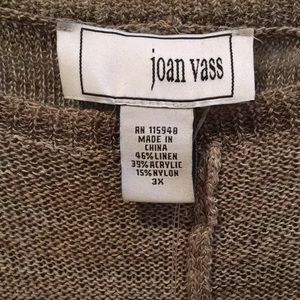 joan vass
RN 115948
MADE IN
CHINA
46%LINEN
39%ACRYLIC
15%NYLON
3X